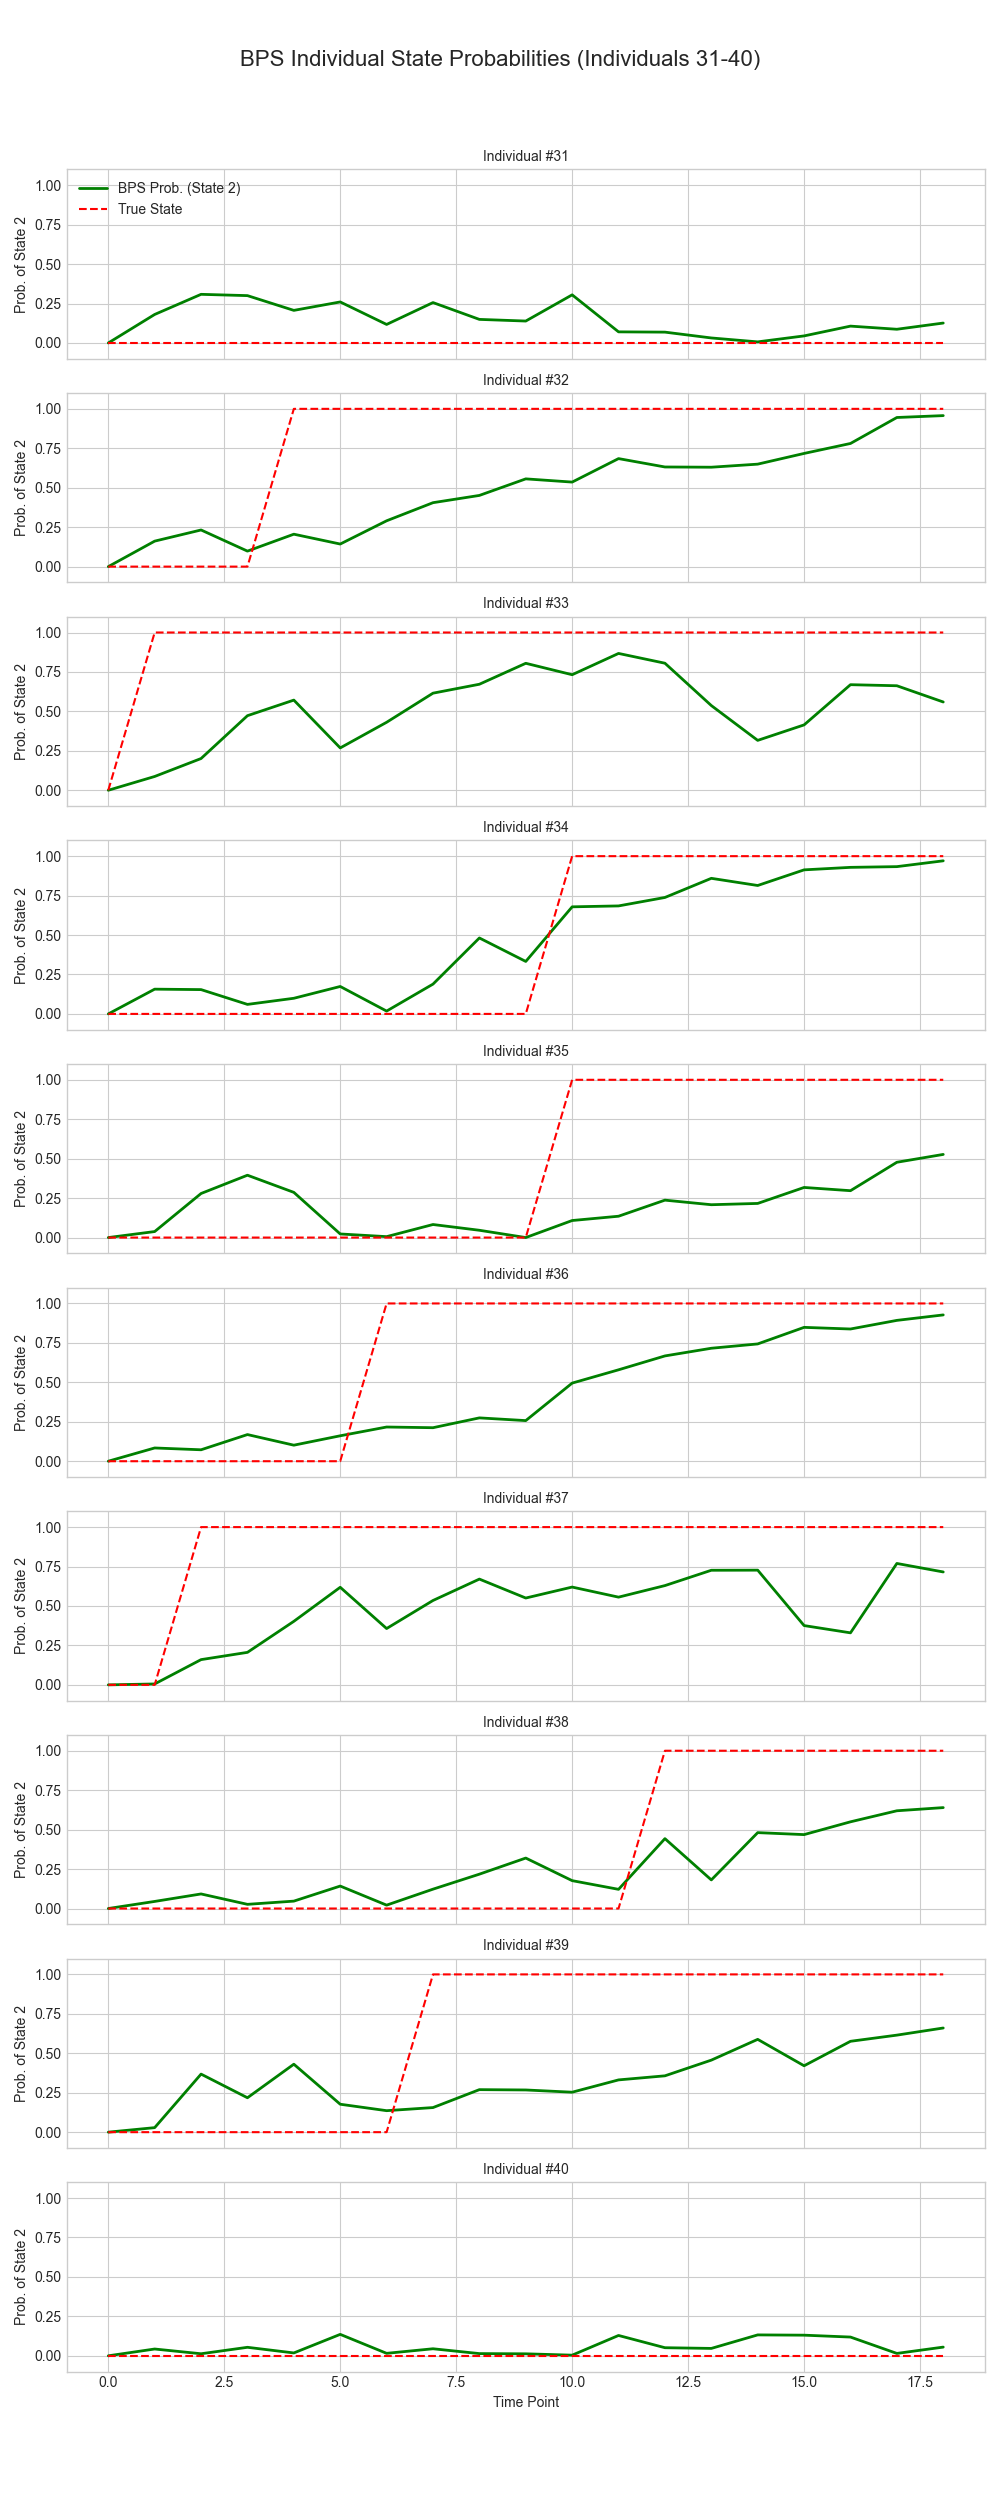 BPS Individual State Probabilities (Individuals 31-40)
Individual #31
1.00
0.75
0.50
0.25
0.00
Prob. of State 2
BPS Prob. (State 2)
True State
Individual #32
1.00
0.75
0.50
0.25
0.00
Prob. of State 2
Individual #33
1.00
0.75
0.50
0.25
0.00
Prob. of State 2
Individual #34
1.00
0.75
0.50
0.25
0.00
Prob. of State 2
Individual #35
1.00
0.75
0.50
0.25
0.00
Prob. of State 2
Individual #36
1.00
0.75
0.50
0.25
0.00
Prob. of State 2
Individual #37
1.00
0.75
0.50
0.25
0.00
Prob. of State 2
Individual #38
1.00
0.75
0.50
0.25
0.00
Prob. of State 2
Individual #39
1.00
0.75
0.50
0.25
0.00
Prob. of State 2
Individual #40
1.00
0.75
0.50
0.25
0.00
Prob. of State 2
0.0 2.5 5.0 7.5 10.0 12.5 15.0 17.5
Time Point